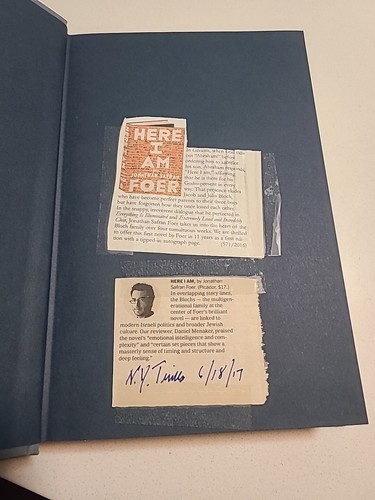 HERE
I
AM
JONATHAN SAFRAN
FOER
In Genesis, when God calls
out "Abraham!" before
ordering him to sacrifice
his son, Abraham responds
"Here I am," affirming
that he is there for his
God—present in every
way. That presence eludes
Jacob and Julia Bloch,
who have become perfect parents to their three boys
but have forgotten how they once loved each other.
In the snappy, irreverent dialogue that he perfected in
Everything Is Illuminated and Extremely Loud and Incredibly
Close, Jonathan Safran Foer takes us into the heart of the
Bloch family over four tumultuous weeks. We are thrilled
to offer this first novel by Foer in 11 years as a first edi-
tion with a tipped-in autograph page.
(571/2016)
HERE I AM, by Jonathan
Safran Foer. (Picador, $17.)
In overlapping story lines,
the Blochs — the multigen-
erational family at the
center of Foer's brilliant
novel — are linked to
modern Israeli politics and broader Jewish
culture. Our reviewer, Daniel Menaker, praised
the novel's "emotional intelligence and com-
plexity" and "certain set pieces that show a
masterly sense of timing and structure and
deep feeling."
N.Y. Times 6/18/17